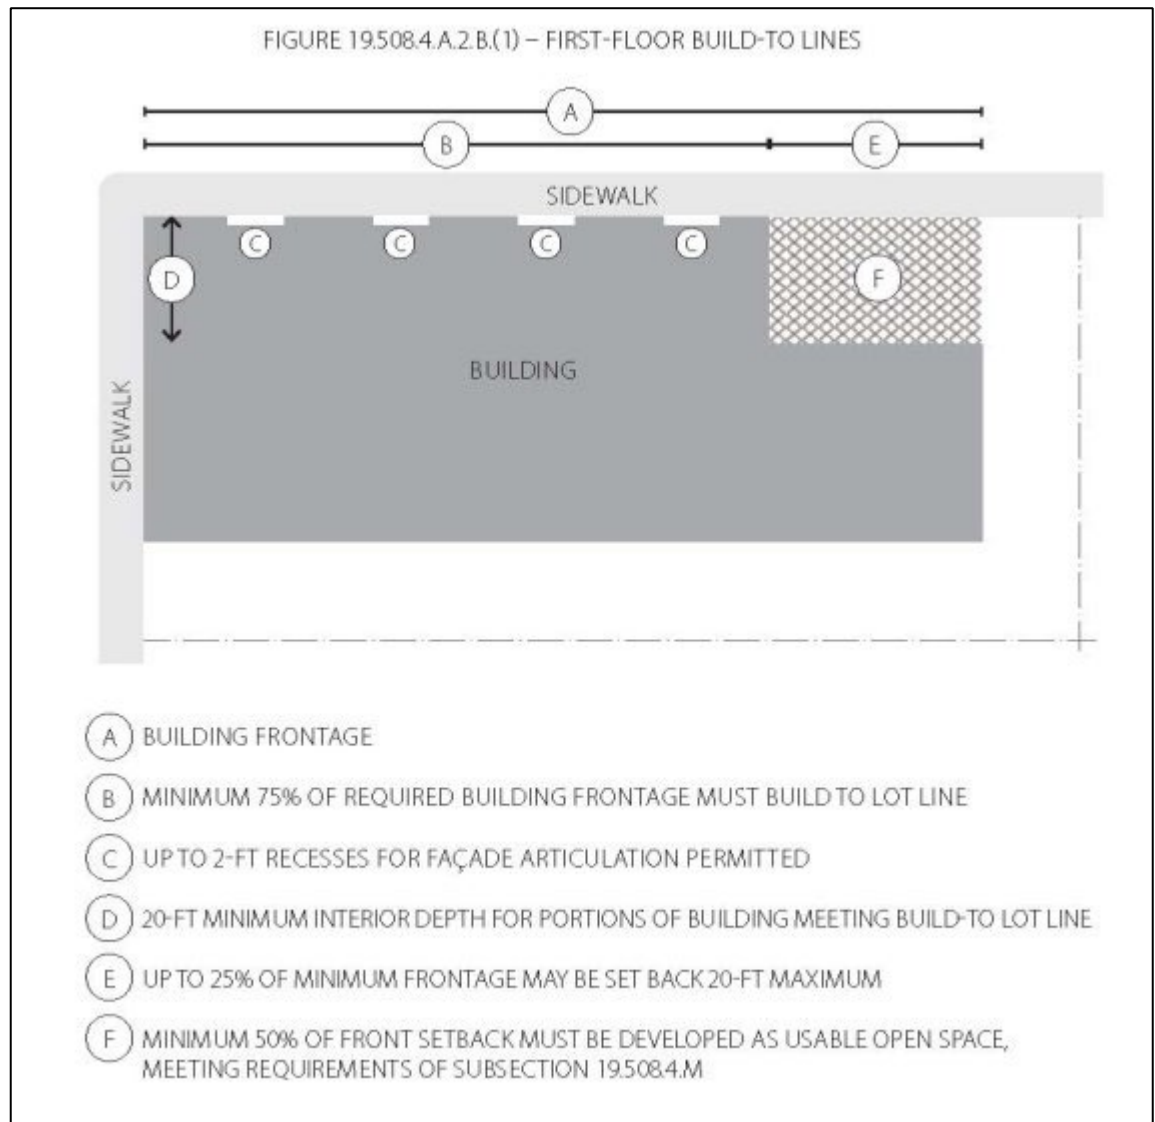 FIGURE 19.508.4.A.2.B.(1) – FIRST-FLOOR BUILD-TO LINES
A
B
E
SIDEWALK
C
C
C
C
D
F
BUILDING
SIDEWALK
A BUILDING FRONTAGE
B MINIMUM 75% OF REQUIRED BUILDING FRONTAGE MUST BUILD TO LOT LINE
C UP TO 2-FT RECESSES FOR FAÇADE ARTICULATION PERMITTED
D 20-FT MINIMUM INTERIOR DEPTH FOR PORTIONS OF BUILDING MEETING BUILD-TO LOT LINE
E UP TO 25% OF MINIMUM FRONTAGE MAY BE SET BACK 20-FT MAXIMUM
F MINIMUM 50% OF FRONT SETBACK MUST BE DEVELOPED AS USABLE OPEN SPACE,
MEETING REQUIREMENTS OF SUBSECTION 19.508.4.M